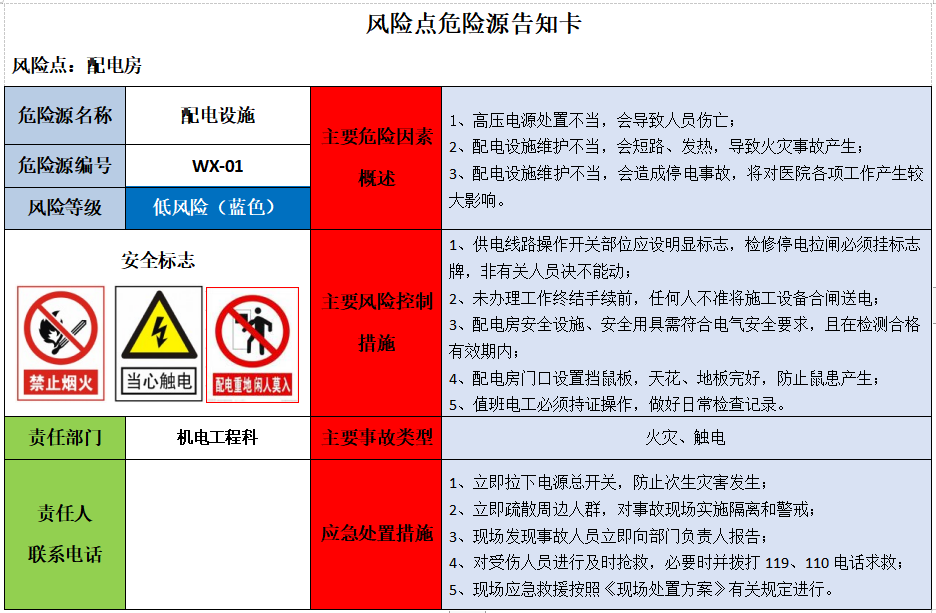 风险点危险源告知卡
风险点：配电房
危险源名称
配电设施
危险源编号
WX-01
风险等级
低风险（蓝色）
主要危险因素
概述
1、高压电源处置不当，会导致人员伤亡；
2、配电设施维护不当，会短路、发热，导致火灾事故产生；
3、配电设施维护不当，会造成停电事故，将对医院各项工作产生较
大影响。
安全标志
禁止烟火
当心触电
配电重地 闲人莫入
主要风险控制
措施
1、供电线路操作开关部位应设明显标志，检修停电拉闸必须挂标志
牌，非有关人员决不能动；
2、未办理工作终结手续前，任何人不准将施工设备合闸送电；
3、配电房安全设施、安全用具需符合电气安全要求，且在检测合格
有效期内；
4、配电房门口设置挡鼠板，天花、地板完好，防止鼠患产生；
5、值班电工必须持证操作，做好日常检查记录。
责任部门
机电工程科
主要事故类型
火灾、触电
责任人
联系电话
应急处置措施
1、立即拉下电源总开关，防止次生灾害发生；
2、立即疏散周边人群，对事故现场实施隔离和警戒；
3、现场发现事故人员立即向部门负责人报告；
4、对受伤人员进行及时抢救，必要时并拨打 119、110 电话求救；
5、现场应急救援按照《现场处置方案》有关规定进行。